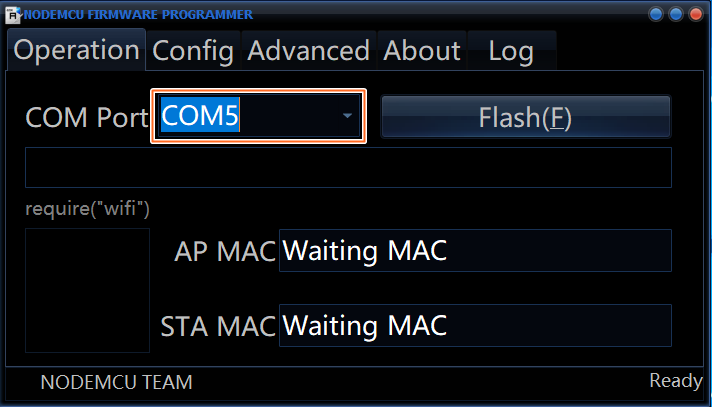 NODEMCU FIRMWARE PROGRAMMER
Operation Config Advanced About Log
COM Port COM5 Flash(F)
require("wifi")
AP MAC Waiting MAC
STA MAC Waiting MAC
NODEMCU TEAM Ready